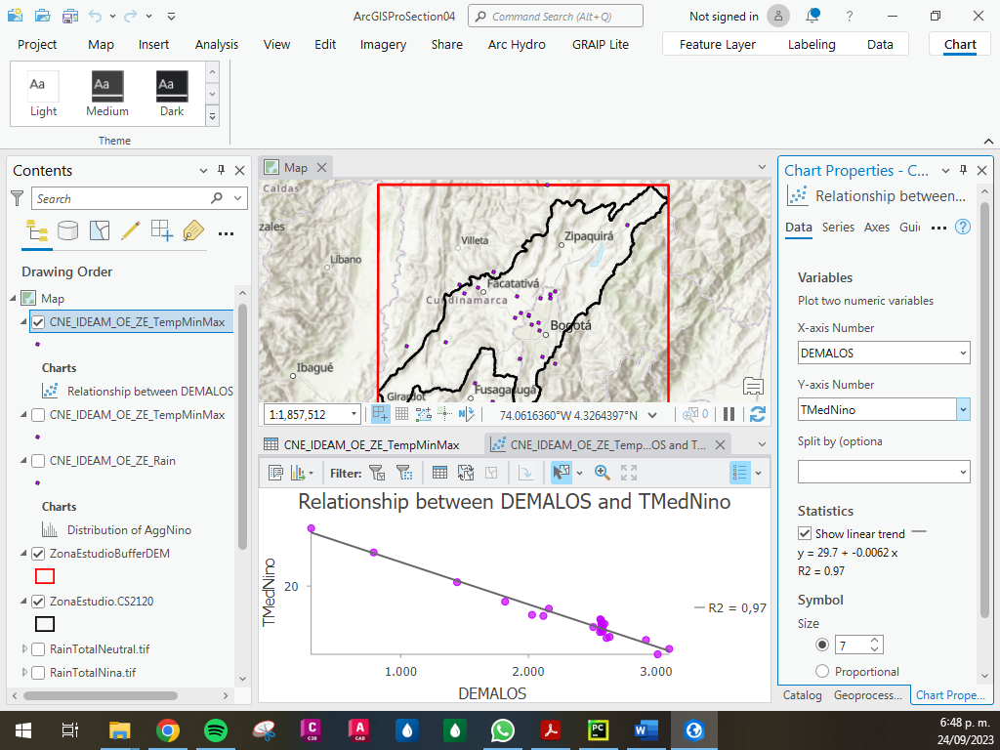 ArcGISProSection04
Command Search (Alt+Q)
Not signed in
?
Project
Map
Insert
Analysis
View
Edit
Imagery
Share
Arc Hydro
GRAIP Lite
Feature Layer
Labeling
Data
Chart
Aa
Aa
Aa
Light
Medium
Dark
Theme
Contents
Search
Drawing Order
Map
CNE_IDEAM_OE_ZE_TempMinMax
Charts
Relationship between DEMALOS
CNE_IDEAM_OE_ZE_TempMinMax
CNE_IDEAM_OE_ZE_Rain
Charts
Distribution of AggNino
ZonaEstudioBufferDEM
ZonaEstudio.CS2120
RainTotalNeutral.tif
RainTotalNina.tif
Map
Caldas
zales
Villeta
Zipaquirá
Líbano
Facatativá
Cundinamarca
Bogotá
Ibagué
Girardot
Fusagasugá
1:1,857,512
74.0616360°W 4.3264397°N
0
CNE_IDEAM_OE_ZE_TempMinMax
CNE_IDEAM_OE_ZE_Temp...OS and T...
Filter:
Relationship between DEMALOS and TMedNino
TMedNino
20
R2 = 0,97
1.000
2.000
3.000
DEMALOS
Chart Properties - C...
Relationship between...
Data
Series
Axes
Gui
?
Variables
Plot two numeric variables
X-axis Number
DEMALOS
Y-axis Number
TMedNino
Split by (optiona
Statistics
Show linear trend
y = 29.7 + -0.0062 x
R2 = 0.97
Symbol
Size
7
Proportional
Catalog
Geoprocess...
Chart Prope...
C
C3D
A
CAD
PC
W
6:48 p. m.
24/09/2023